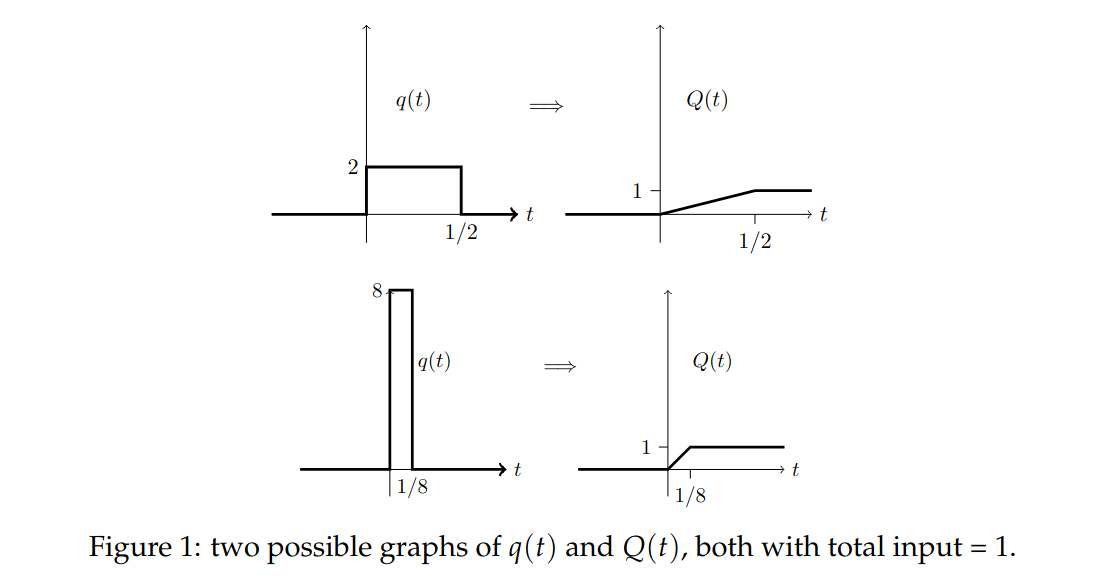 q(t)
⟹
Q(t)
2
t
1/2
1
t
1/2
8
q(t)
⟹
Q(t)
1
t
1/8
t
1/8
Figure 1: two possible graphs of q(t) and Q(t), both with total input = 1.